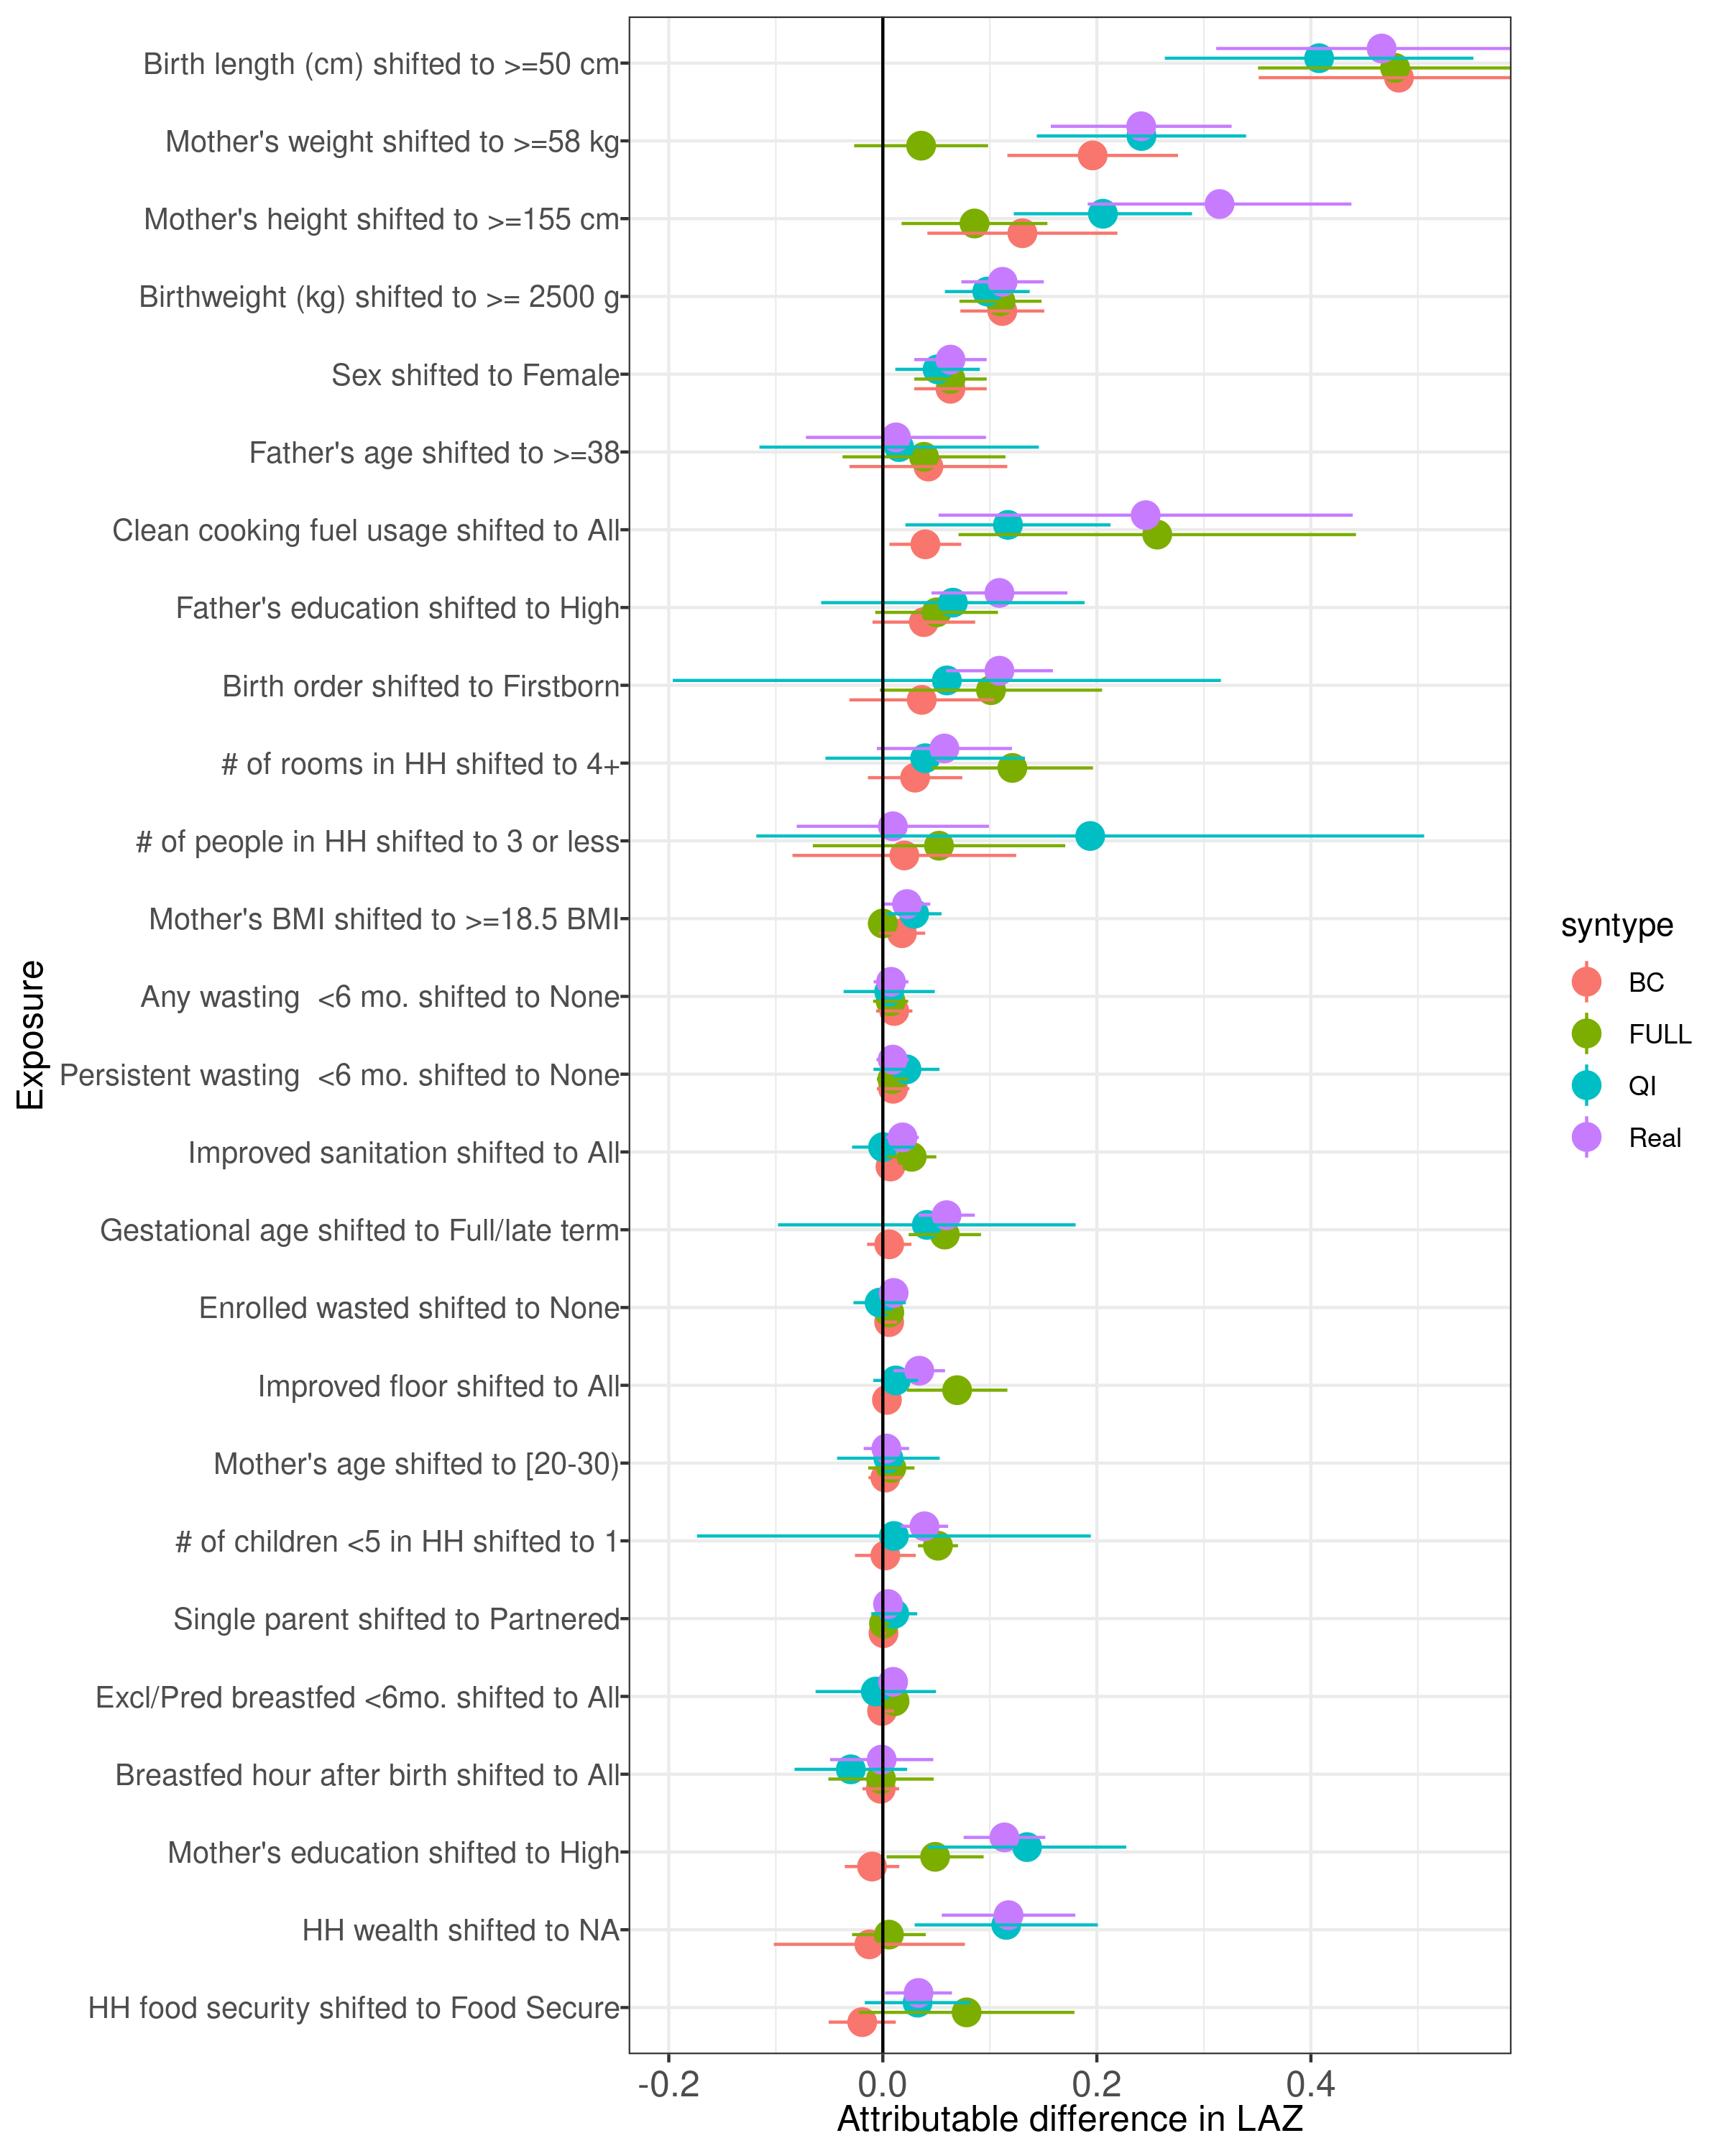 Birth length (cm) shifted to >=50 cm
Mother's weight shifted to >=58 kg
Mother's height shifted to >=155 cm
Birthweight (kg) shifted to >= 2500 g
Sex shifted to Female
Father's age shifted to >=38
Clean cooking fuel usage shifted to All
Father's education shifted to High
Birth order shifted to Firstborn
# of rooms in HH shifted to 4+
# of people in HH shifted to 3 or less
Mother's BMI shifted to >=18.5 BMI
Any wasting  <6 mo. shifted to None
Persistent wasting  <6 mo. shifted to None
Improved sanitation shifted to All
Gestational age shifted to Full/late term
Enrolled wasted shifted to None
Improved floor shifted to All
Mother's age shifted to [20-30)
# of children <5 in HH shifted to 1
Single parent shifted to Partnered
Excl/Pred breastfed <6mo. shifted to All
Breastfed hour after birth shifted to All
Mother's education shifted to High
HH wealth shifted to NA
HH food security shifted to Food Secure
Exposure
-0.2 0.0 0.2 0.4
Attributable difference in LAZ
syntype
BC
FULL
QI
Real